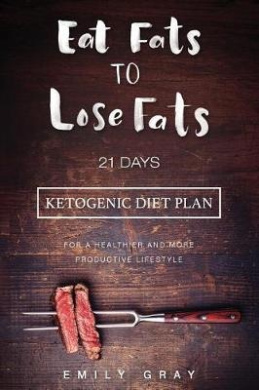 Eat Fats
TO
Lose Fats
21 DAYS
KETOGENIC DIET PLAN
FOR A HEALTHIER AND MORE
PRODUCTIVE LIFESTYLE
EMILY GRAY